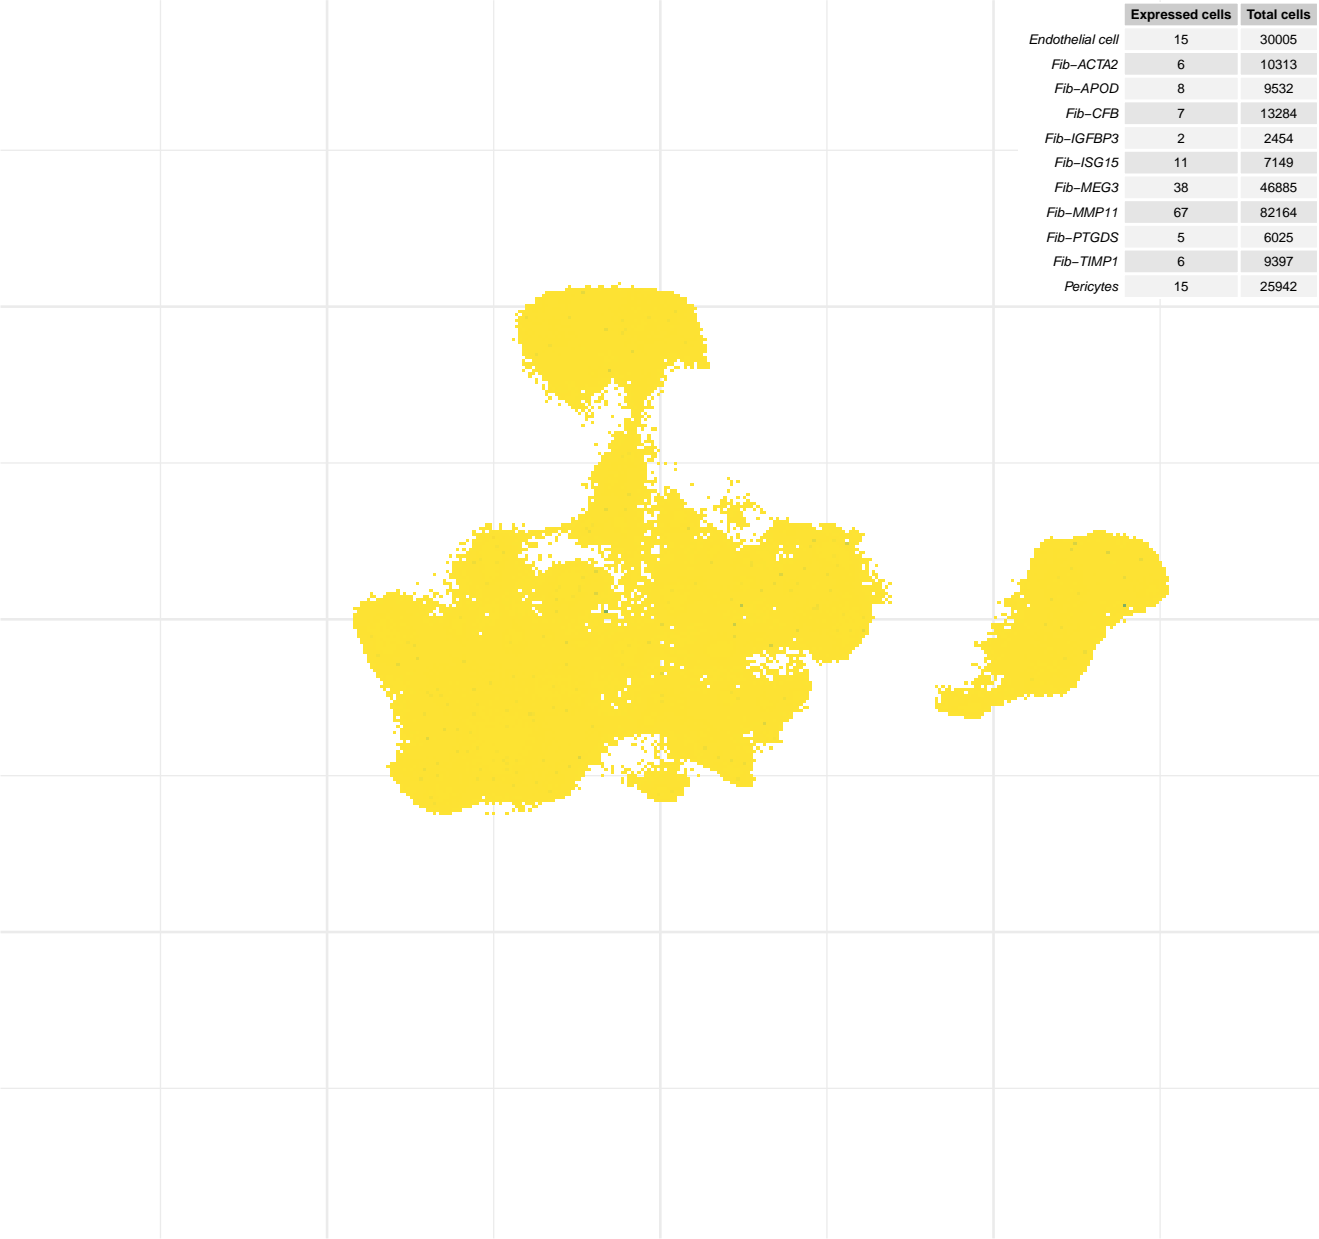 Expressed cells Total cells
Endothelial cell 15 30005
Fib−ACTA2 6 10313
Fib−APOD 8 9532
Fib−CFB 7 13284
Fib−IGFBP3 2 2454
Fib−ISG15 11 7149
Fib−MEG3 38 46885
Fib−MMP11 67 82164
Fib−PTGDS 5 6025
Fib−TIMP1 6 9397
Pericytes 15 25942